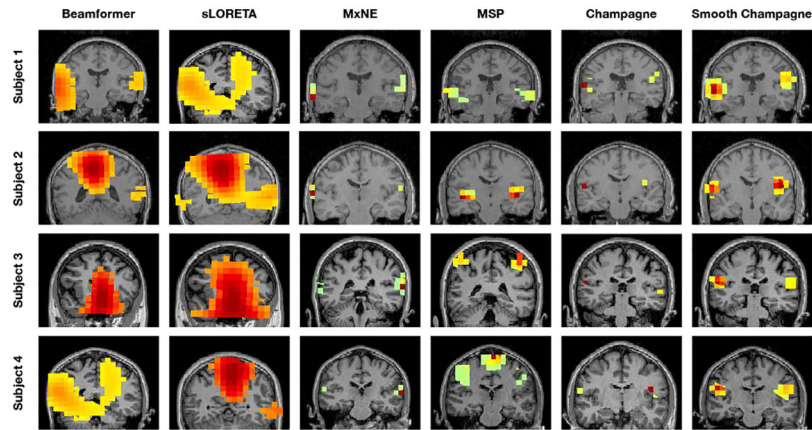 Beamformer sLORETA MxNE MSP Champagne Smooth Champagne
Subject 1
Subject 2
Subject 3
Subject 4